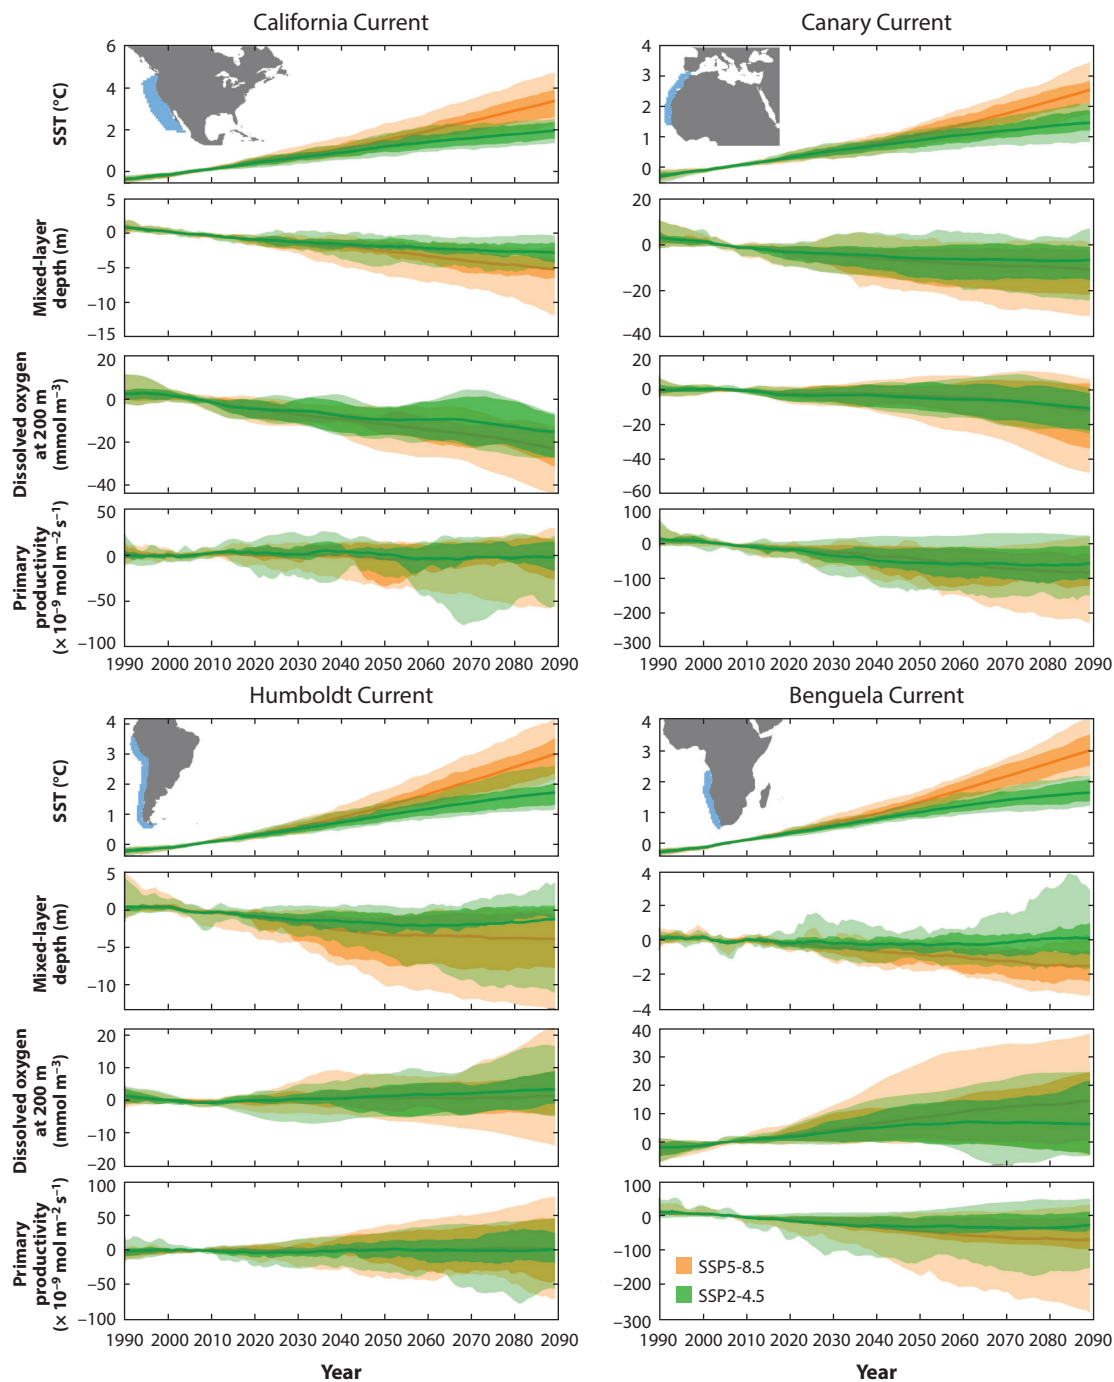 California Current
SST (°C)
6
4
2
0
Mixed-layer
depth (m)
5
0
−5
−10
−15
Dissolved oxygen
at 200 m
(mmol m−3)
20
0
−20
−40
Primary
productivity
(× 10−9 mol m−2 s−1)
50
0
−50
−100
1990 2000 2010 2020 2030 2040 2050 2060 2070 2080 2090
Canary Current
SST (°C)
4
3
2
1
0
20
0
−20
−40
20
0
−20
−40
−60
100
0
−100
−200
−300
1990 2000 2010 2020 2030 2040 2050 2060 2070 2080 2090
Humboldt Current
SST (°C)
4
3
2
1
0
Mixed-layer
depth (m)
5
0
−5
−10
Dissolved oxygen
at 200 m
(mmol m−3)
20
10
0
−10
−20
Primary
productivity
(× 10−9 mol m−2 s−1)
100
50
0
−50
−100
1990 2000 2010 2020 2030 2040 2050 2060 2070 2080 2090
Year
Benguela Current
SST (°C)
4
3
2
1
0
4
2
0
−2
−4
40
30
20
10
0
100
0
−100
−200
−300
SSP5-8.5
SSP2-4.5
1990 2000 2010 2020 2030 2040 2050 2060 2070 2080 2090
Year